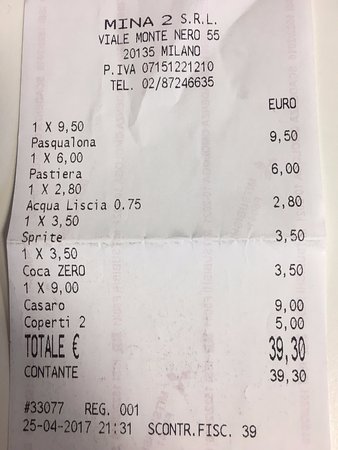 MINA 2 S.R.L.
VIALE MONTE NERO 55
20135 MILANO
P.IVA 07151221210
TEL. 02/87246635
EURO
1 X 9,50
Pasqualona 9,50
1 X 6,00
Pastiera 6,00
1 X 2,80
Acqua Liscia 0.75 2,80
1 X 3,50
Sprite 3,50
1 X 3,50
Coca ZERO 3,50
1 X 9,00
Casaro 9,00
Coperti 2 5,00
TOTALE € 39,30
CONTANTE 39,30
#33077 REG. 001
25-04-2017 21:31 SCONTR.FISC. 39